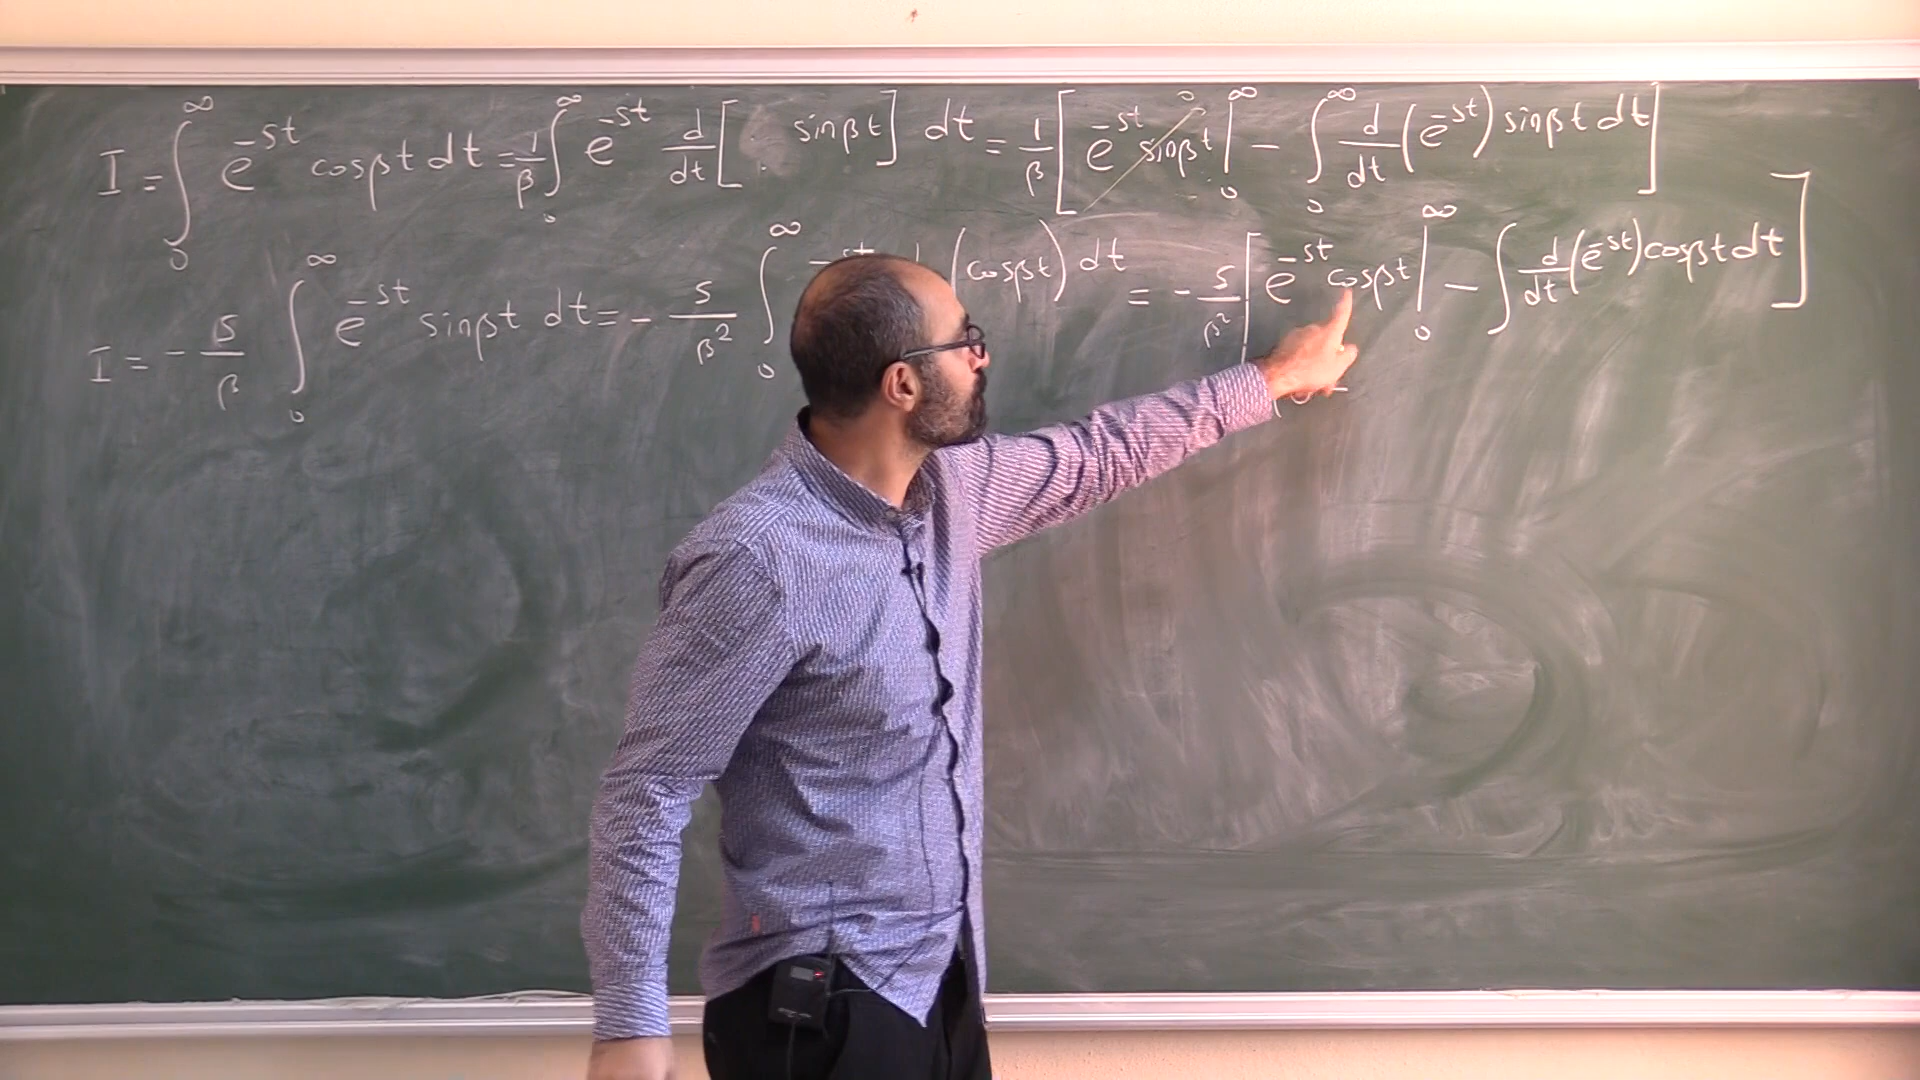 I = ∫₀^∞ e^{-st} cosβt dt = 1/β ∫₀^∞ e^{-st} d/dt [ sinβt ] dt = 1/β [ e^{-st} sinβt |₀^∞ - ∫₀^∞ d/dt (e^{-st}) sinβt dt ]
I = - s/β ∫₀^∞ e^{-st} sinβt dt = - s/β² ∫₀^∞ (cosβt) dt = - s/β² [ e^{-st} cosβt |₀^∞ - ∫ d/dt (e^{-st}) cosβt dt ]